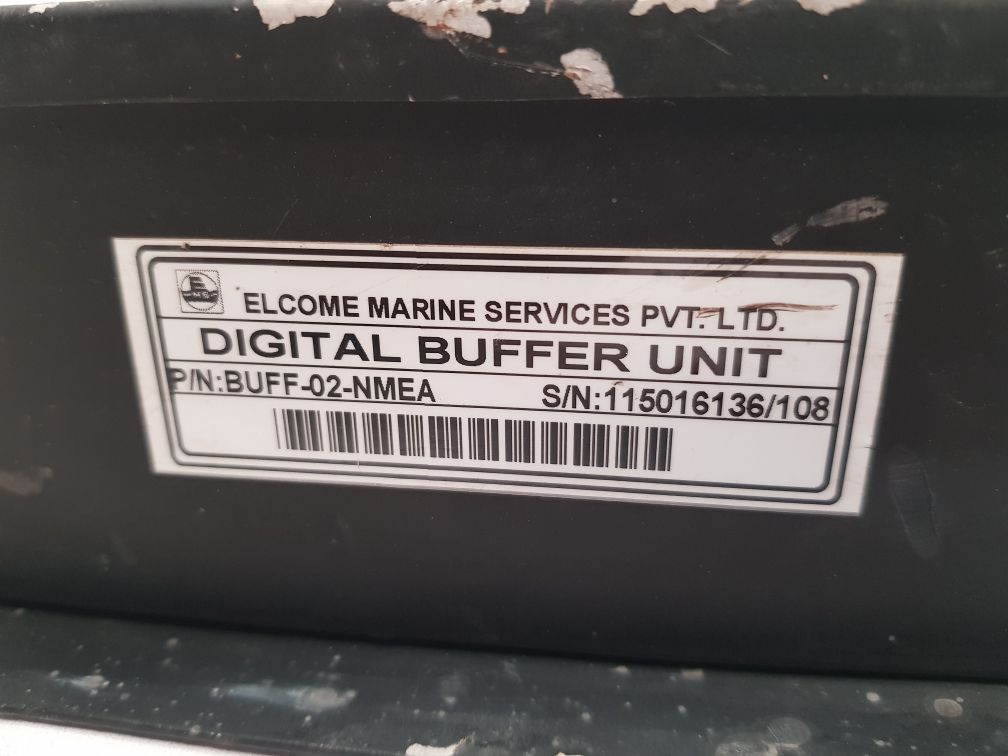 ELCOME MARINE SERVICES PVT. LTD.
DIGITAL BUFFER UNIT
P/N:BUFF-02-NMEA S/N:115016136/108